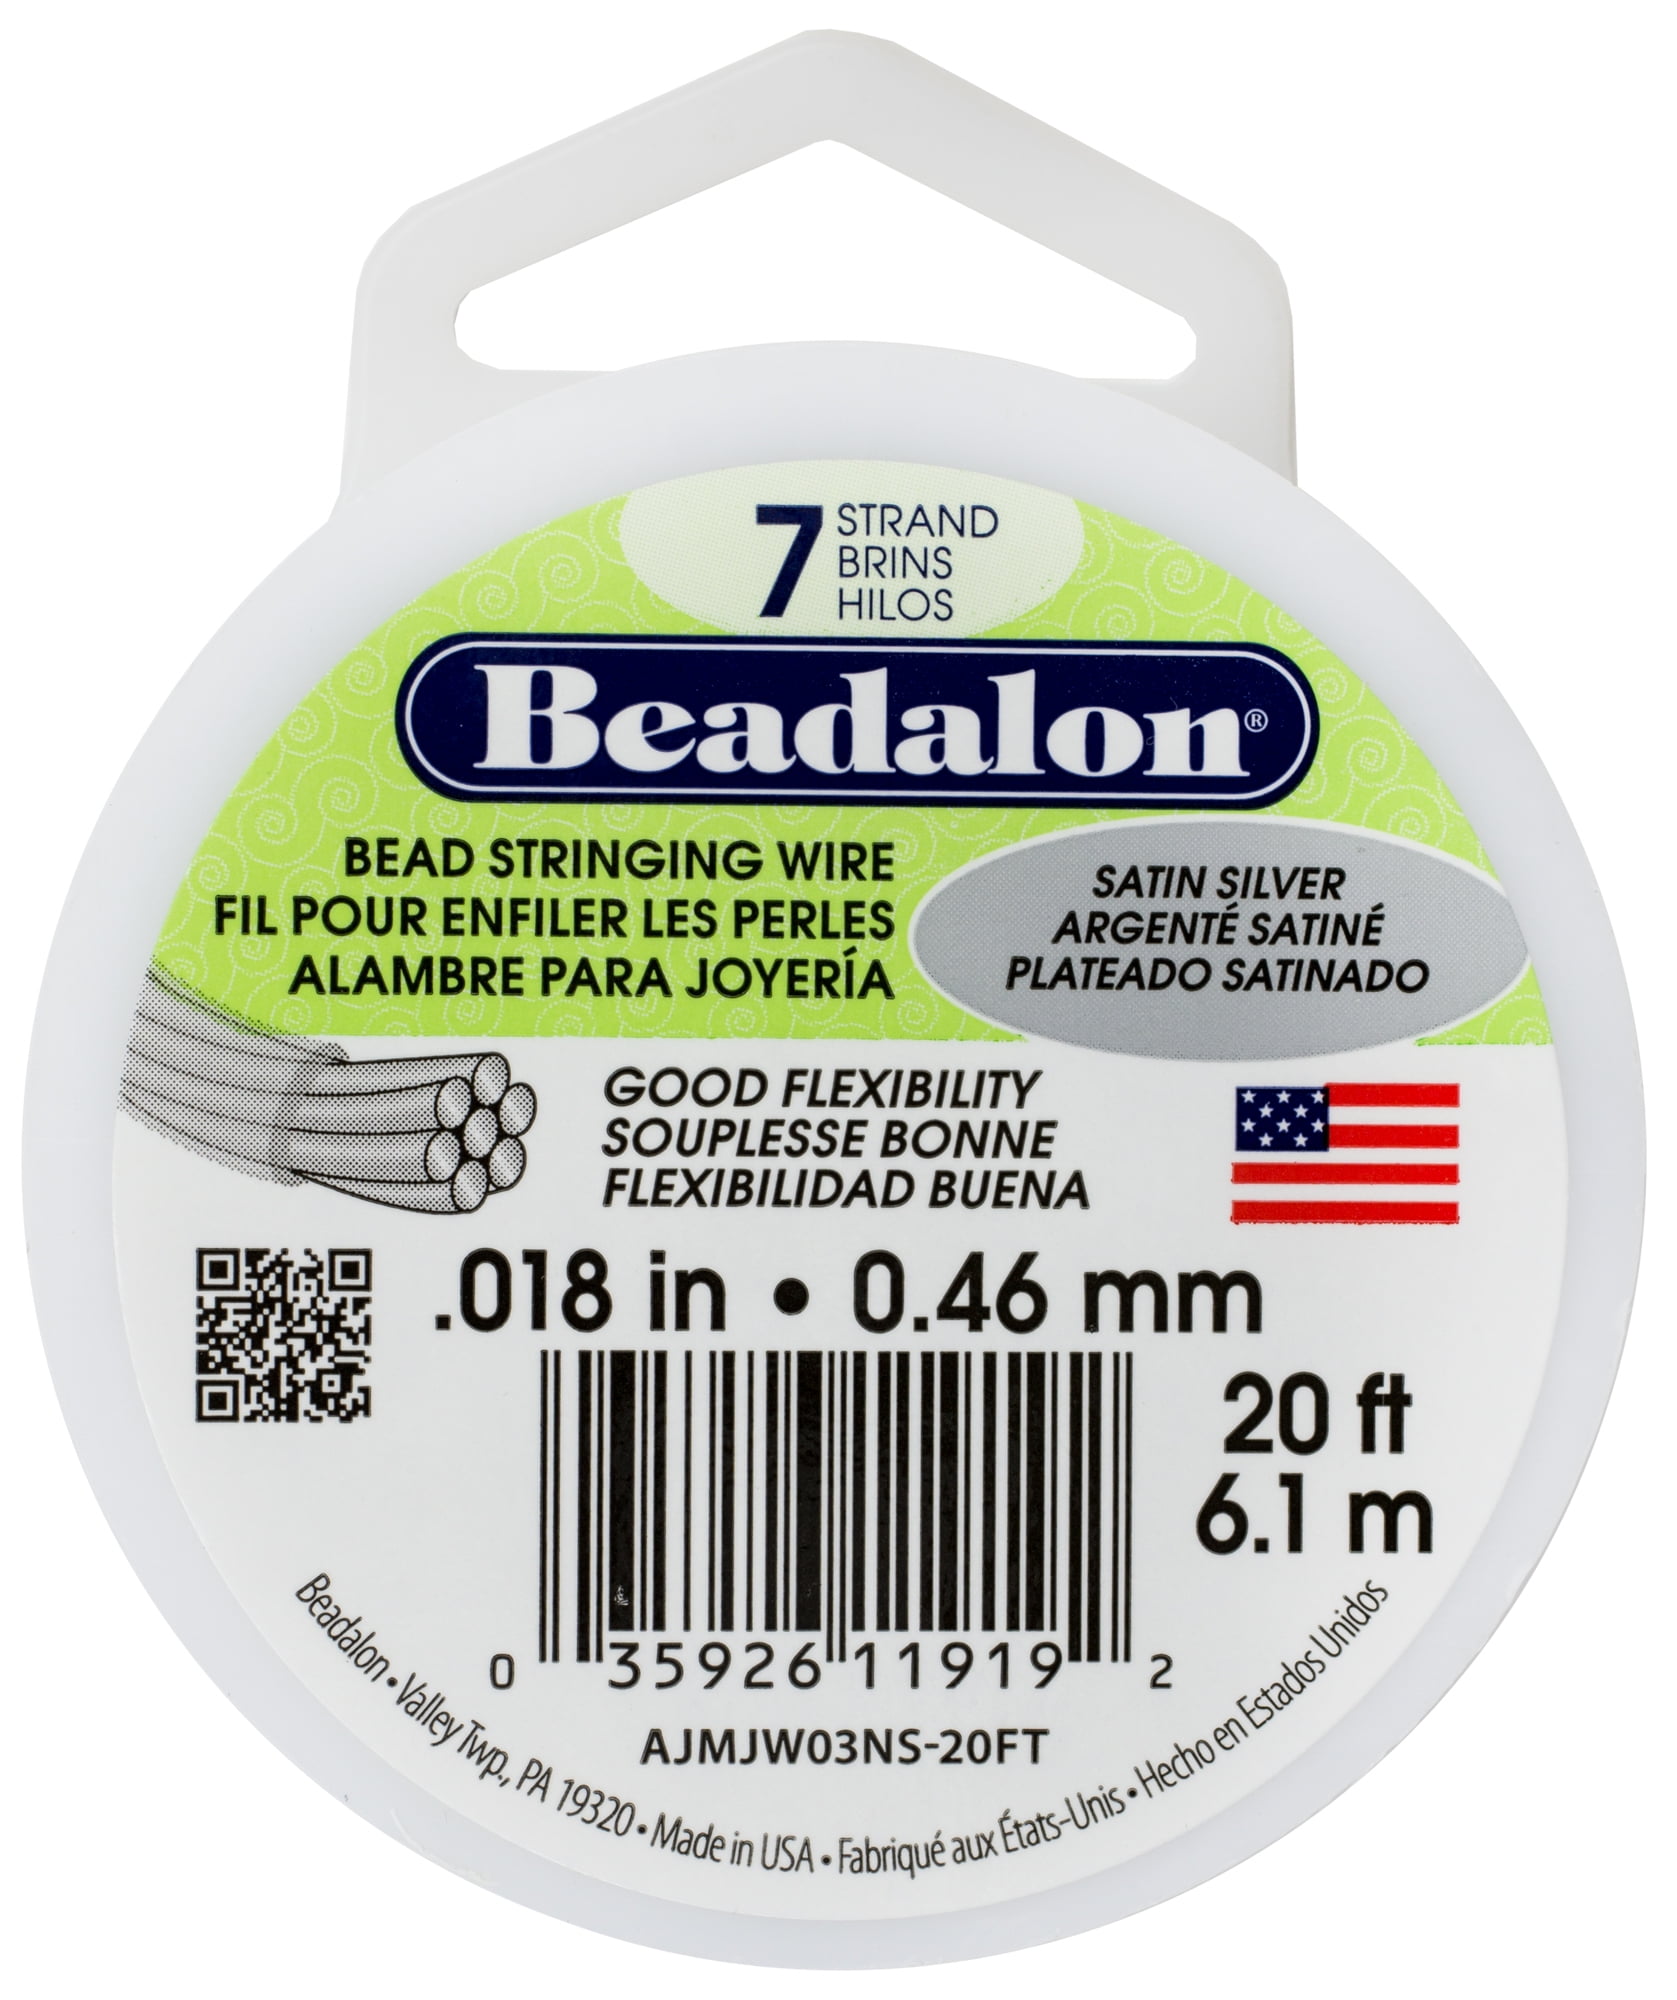 7 STRAND
BRINS
HILOS
Beadalon®
BEAD STRINGING WIRE
FIL POUR ENFILER LES PERLES
ALAMBRE PARA JOYERÍA
SATIN SILVER
ARGENTÉ SATINÉ
PLATEADO SATINADO
GOOD FLEXIBILITY
SOUPLESSE BONNE
FLEXIBILIDAD BUENA
.018 in • 0.46 mm
20 ft
6.1 m
0 35926 11919 2
AJMJW03NS-20FT
Beadalon • Valley Twp., PA 19320 • Made in USA • Fabriqué aux États-Unis • Hecho en Estados Unidos